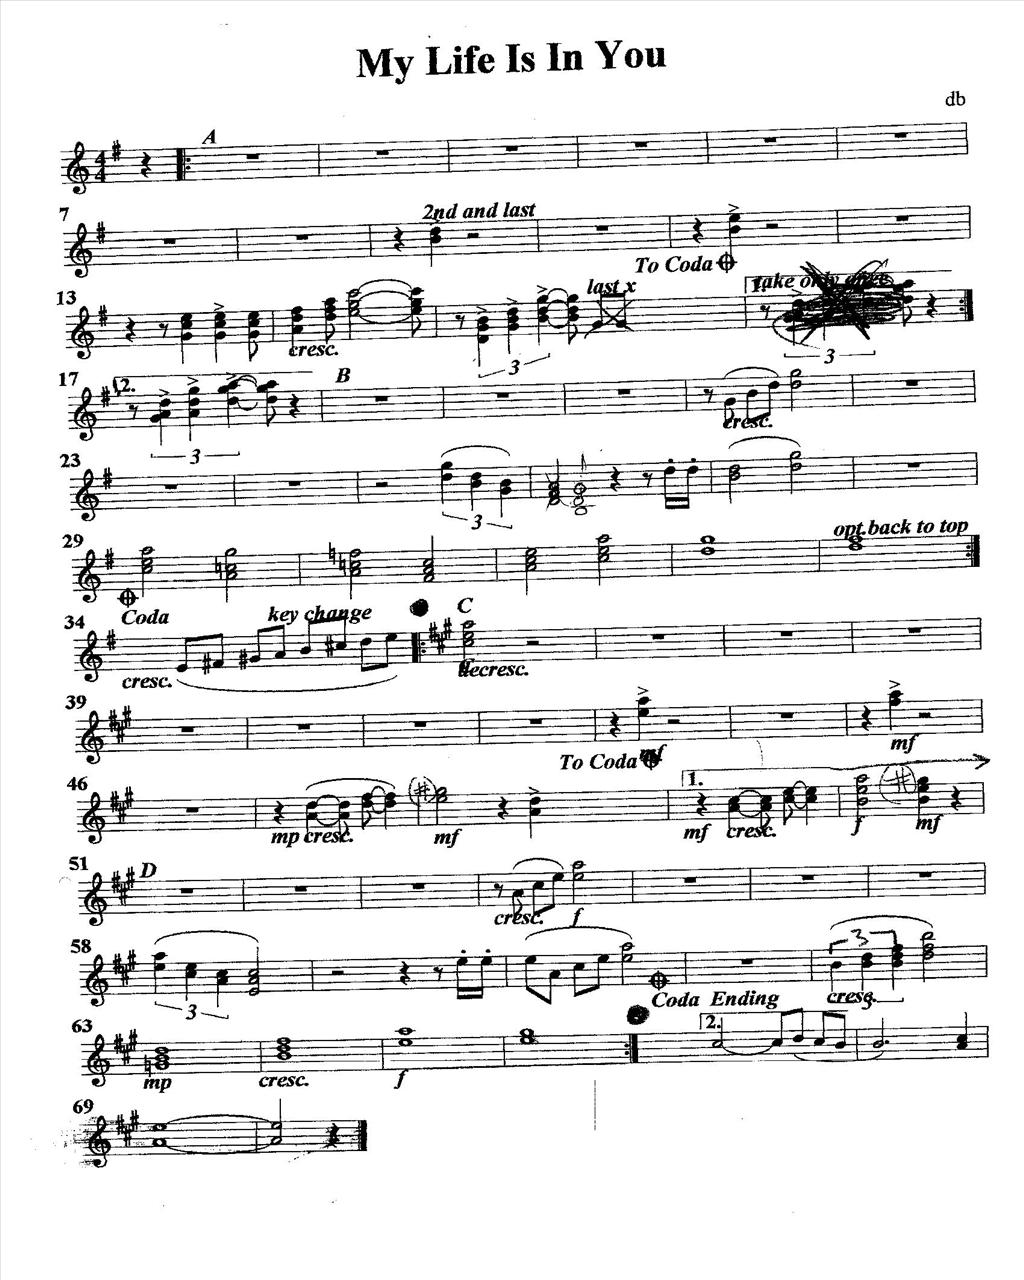 My Life Is In You
db
A
7
2nd and last
To Coda
13
last x
1.
take only once
cresc.
3
3
17
2.
B
3
cresc.
23
3
29
opt.back to top
Coda
key change
C
34
cresc.
decresc.
39
To Coda
mf
mf
46
1.
mp cresc.
mf
mf
cresc.
f
mf
51
D
cresc.
f
58
3
3
Coda Ending
cresc.
63
2.
mp
cresc.
f
69